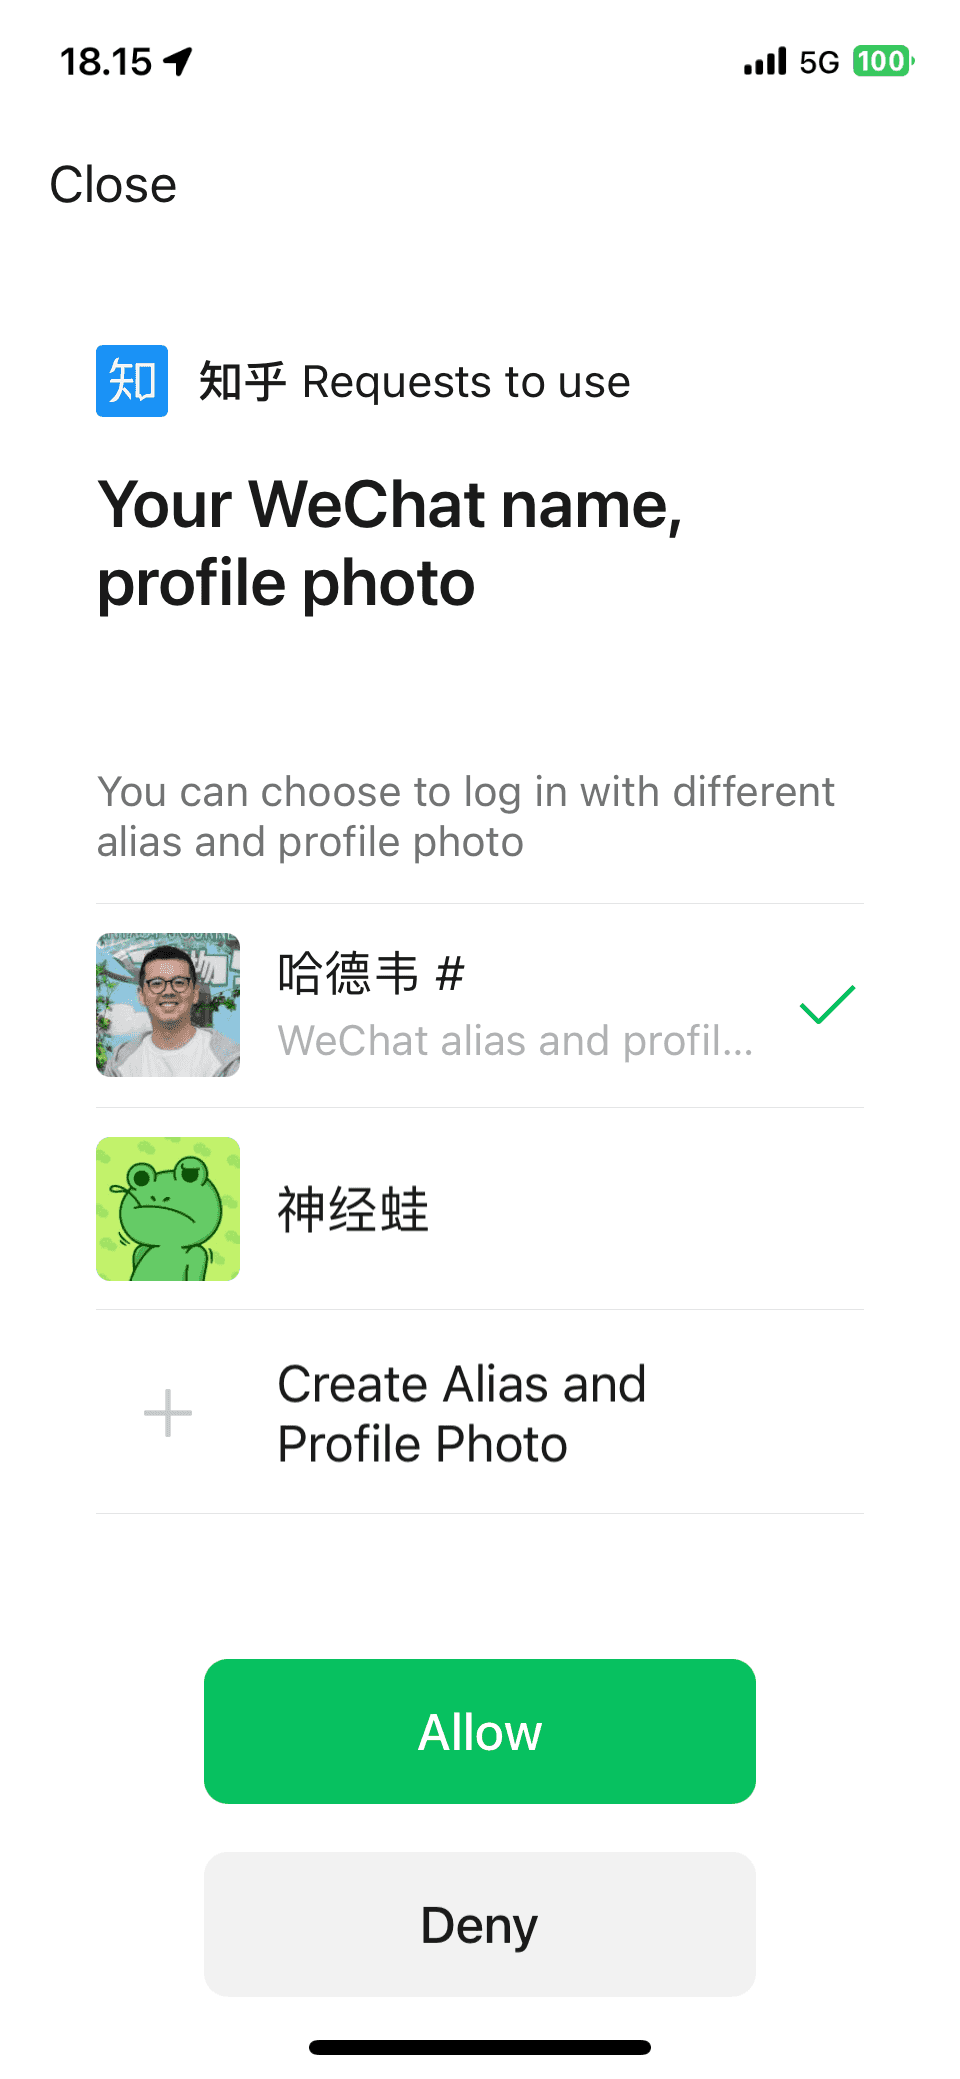 18.15
5G 100
Close
知
知乎 Requests to use
Your WeChat name,
profile photo
You can choose to log in with different
alias and profile photo
哈德韦 #
WeChat alias and profil...
神经蛙
Create Alias and
Profile Photo
Allow
Deny